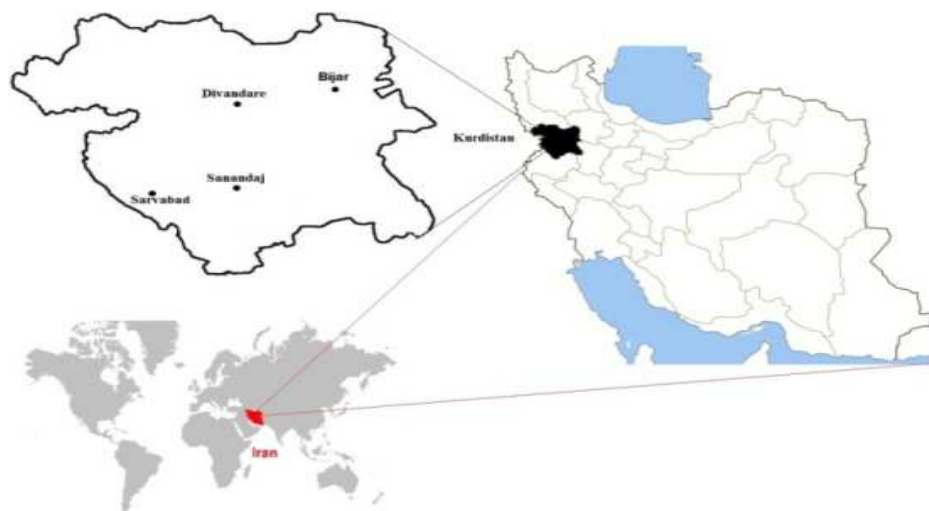 Bijar
Divandare
Kurdistan
Sanandaj
Sarvabad
Iran